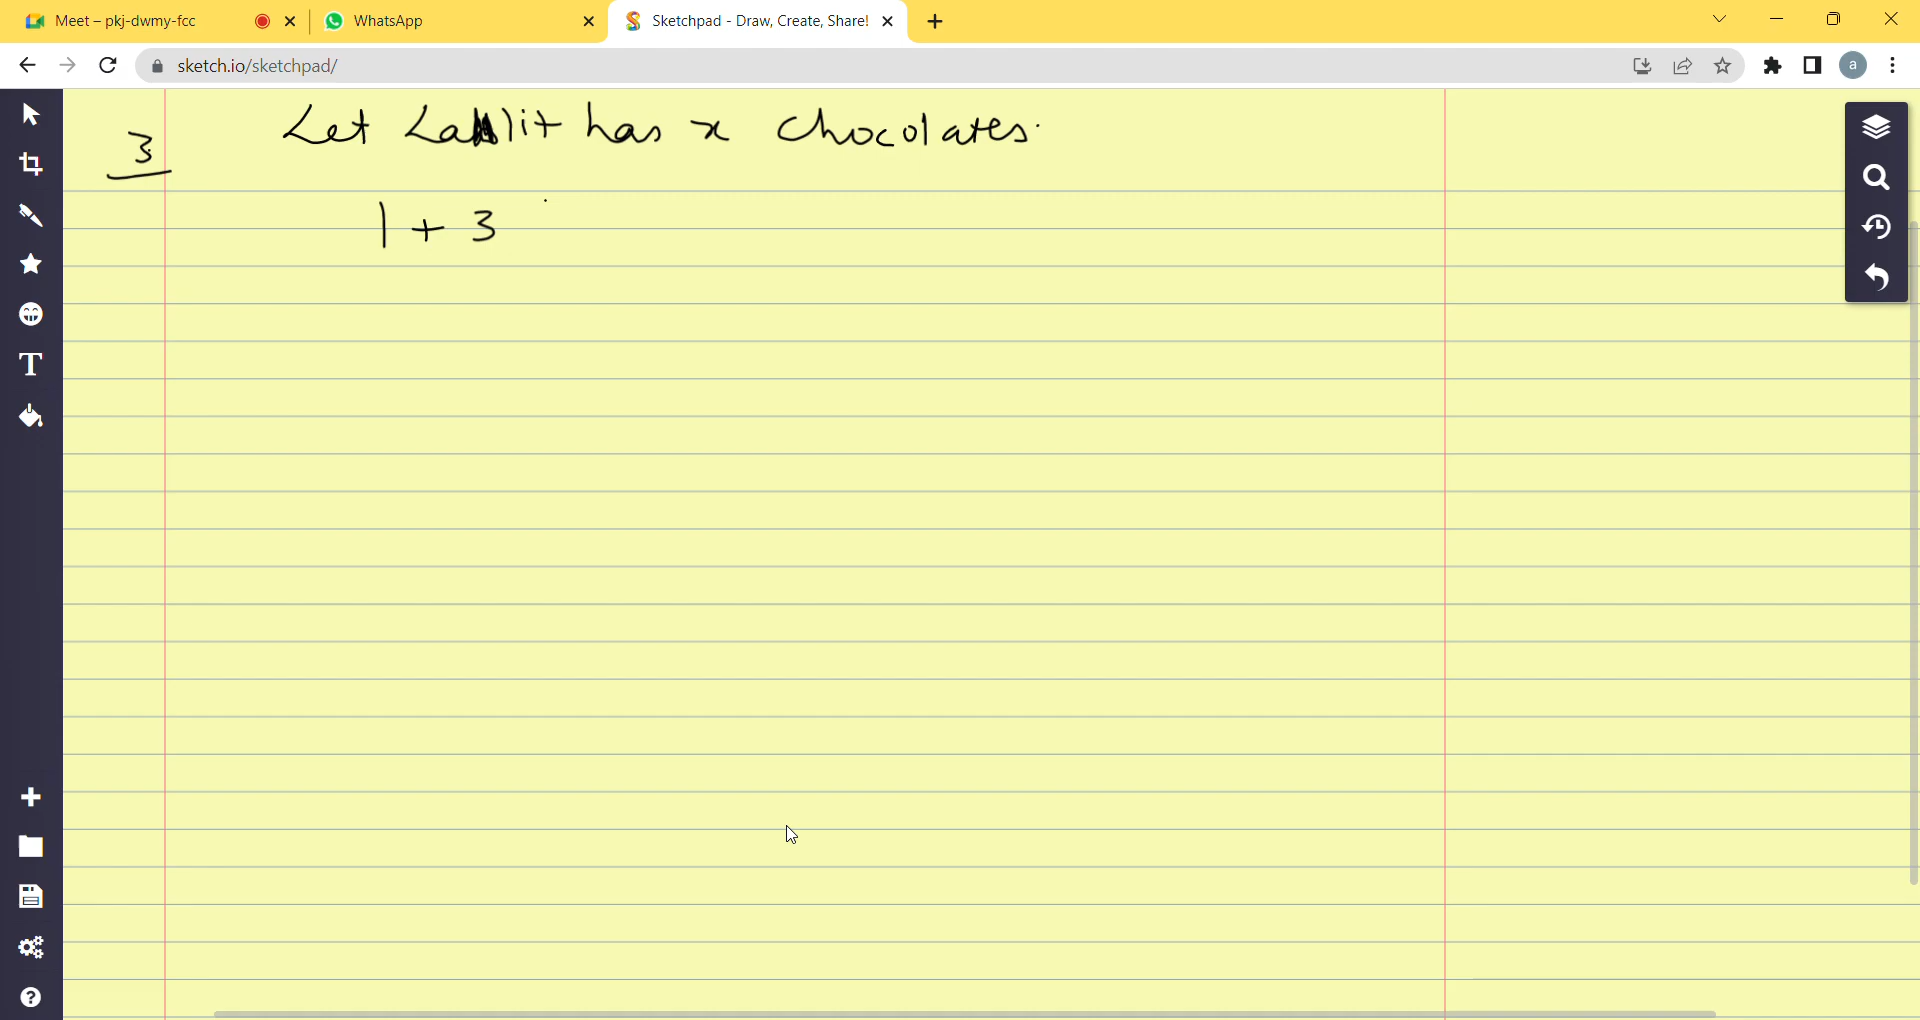 Meet – pkj-dwmy-fcc
WhatsApp
Sketchpad - Draw, Create, Share!
sketch.io/sketchpad/
a
3
Let Lalit has x chocolates.
1 + 3
T